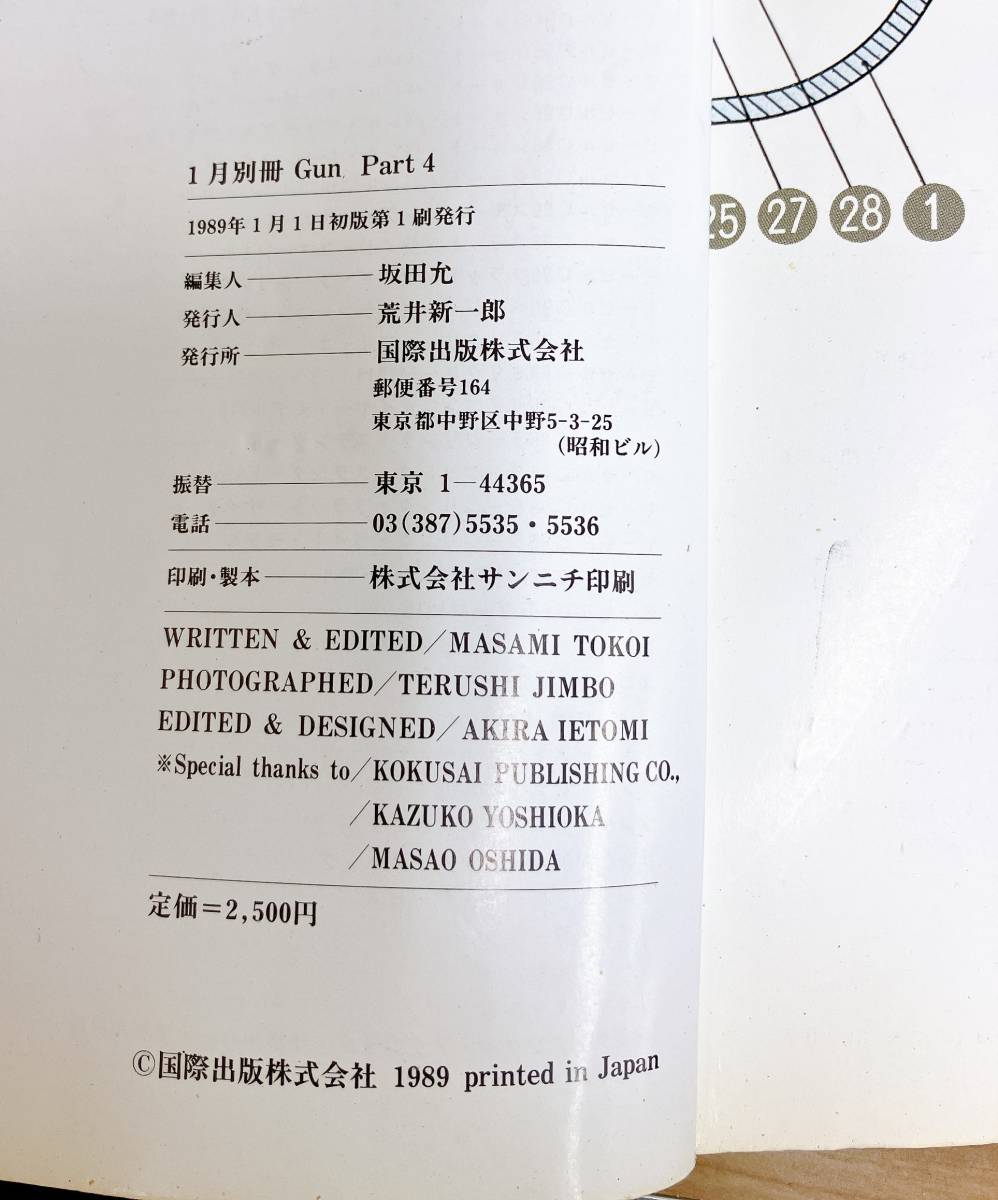 1月別冊 Gun Part 4
1989年1月1日初版第1刷発行
編集人 坂田允
発行人 荒井新一郎
発行所 国際出版株式会社
郵便番号164
東京都中野区中野5-3-25
(昭和ビル)
振替 東京 1—44365
電話 03(387)5535・5536
印刷・製本 株式会社サンニチ印刷
WRITTEN & EDITED/MASAMI TOKOI
PHOTOGRAPHED/TERUSHI JIMBO
EDITED & DESIGNED/AKIRA IETOMI
※Special thanks to/KOKUSAI PUBLISHING CO.,
/KAZUKO YOSHIOKA
/MASAO OSHIDA
定価=2,500円
©国際出版株式会社 1989 printed in Japan
25 27 28 1